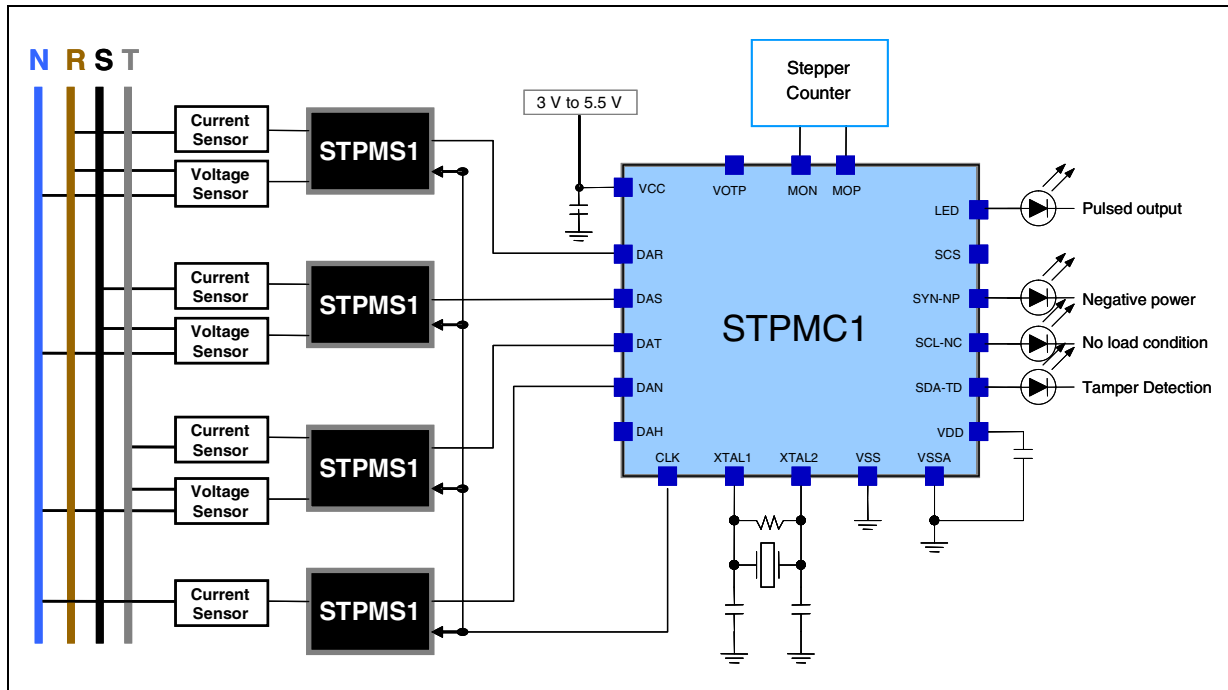 N R S T
Current
Sensor
STPMS1
Voltage
Sensor
Current
Sensor
STPMS1
Voltage
Sensor
Current
Sensor
STPMS1
Voltage
Sensor
Current
Sensor
STPMS1
3 V to 5.5 V
Stepper
Counter
VCC
VOTP
MON
MOP
LED
Pulsed output
DAR
SCS
DAS
SYN-NP
Negative power
STPMC1
DAT
SCL-NC
No load condition
DAN
SDA-TD
Tamper Detection
DAH
VDD
CLK
XTAL1
XTAL2
VSS
VSSA